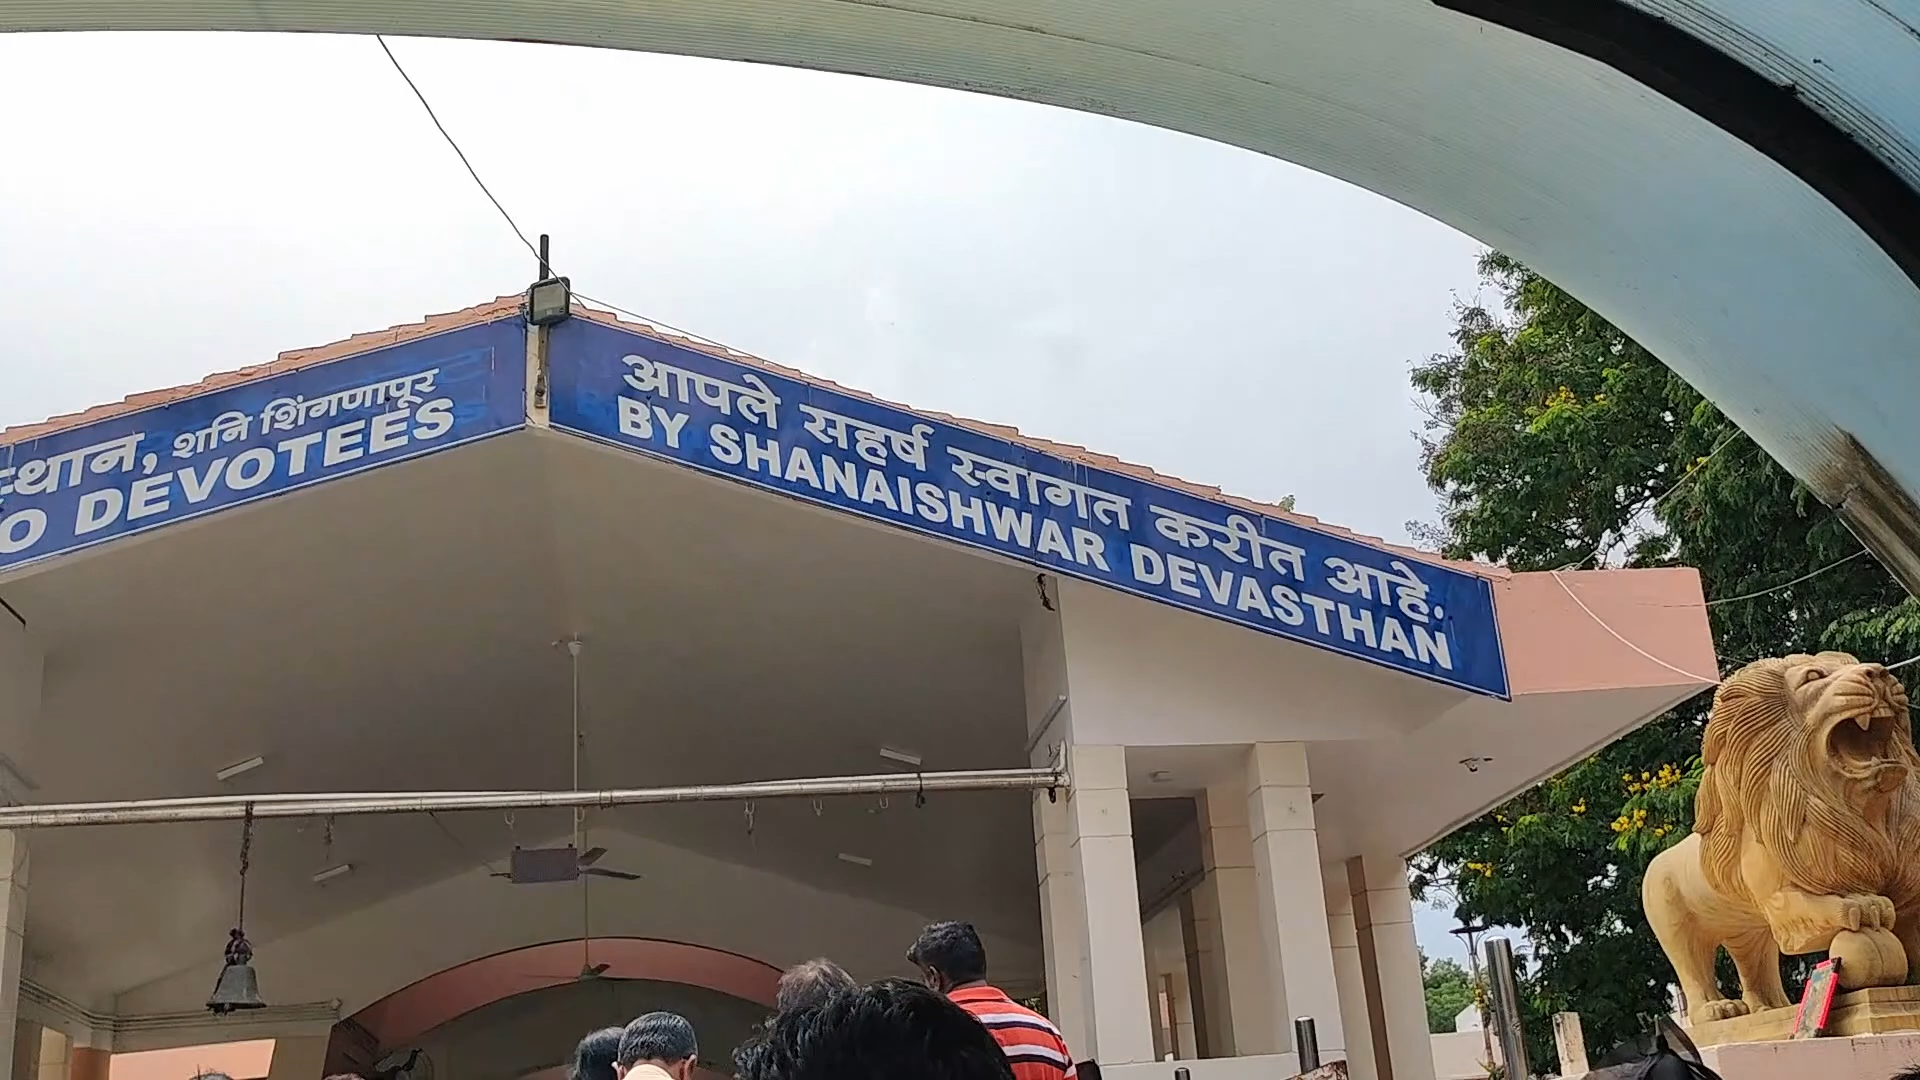 स्थान, शनि शिंगणापूर
O DEVOTEES
आपले सहर्ष स्वागत करीत आहे.
BY SHANAISHWAR DEVASTHAN